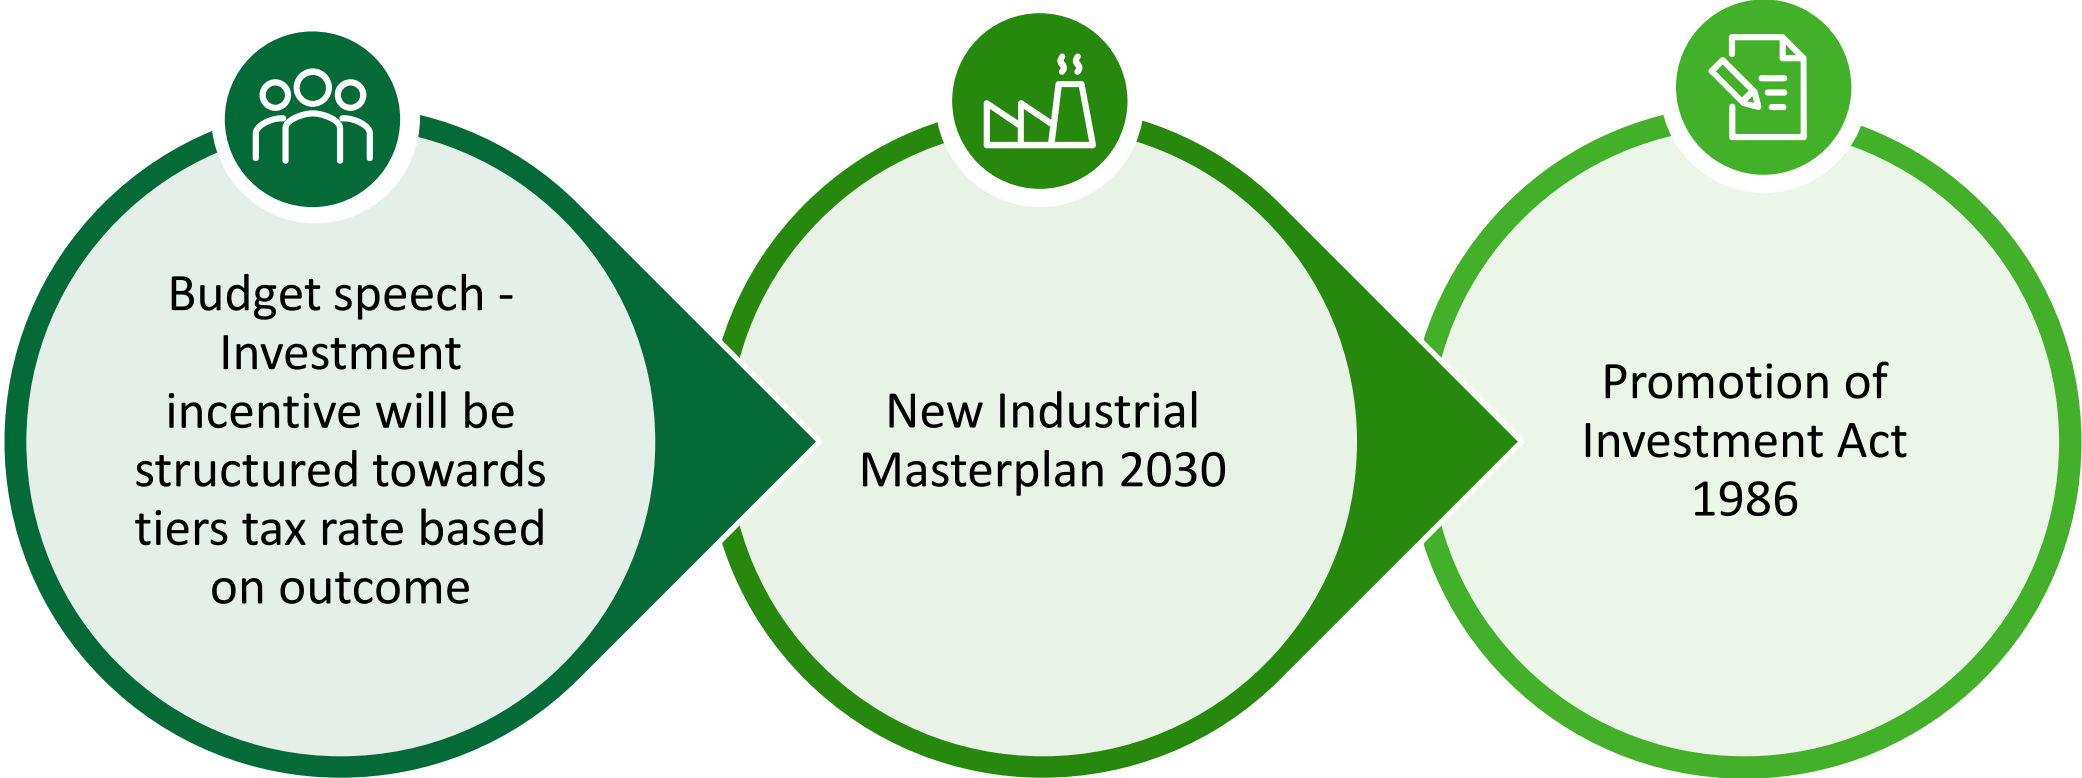 Budget speech -
Investment
incentive will be
structured towards
tiers tax rate based
on outcome
New Industrial
Masterplan 2030
Promotion of
Investment Act
1986